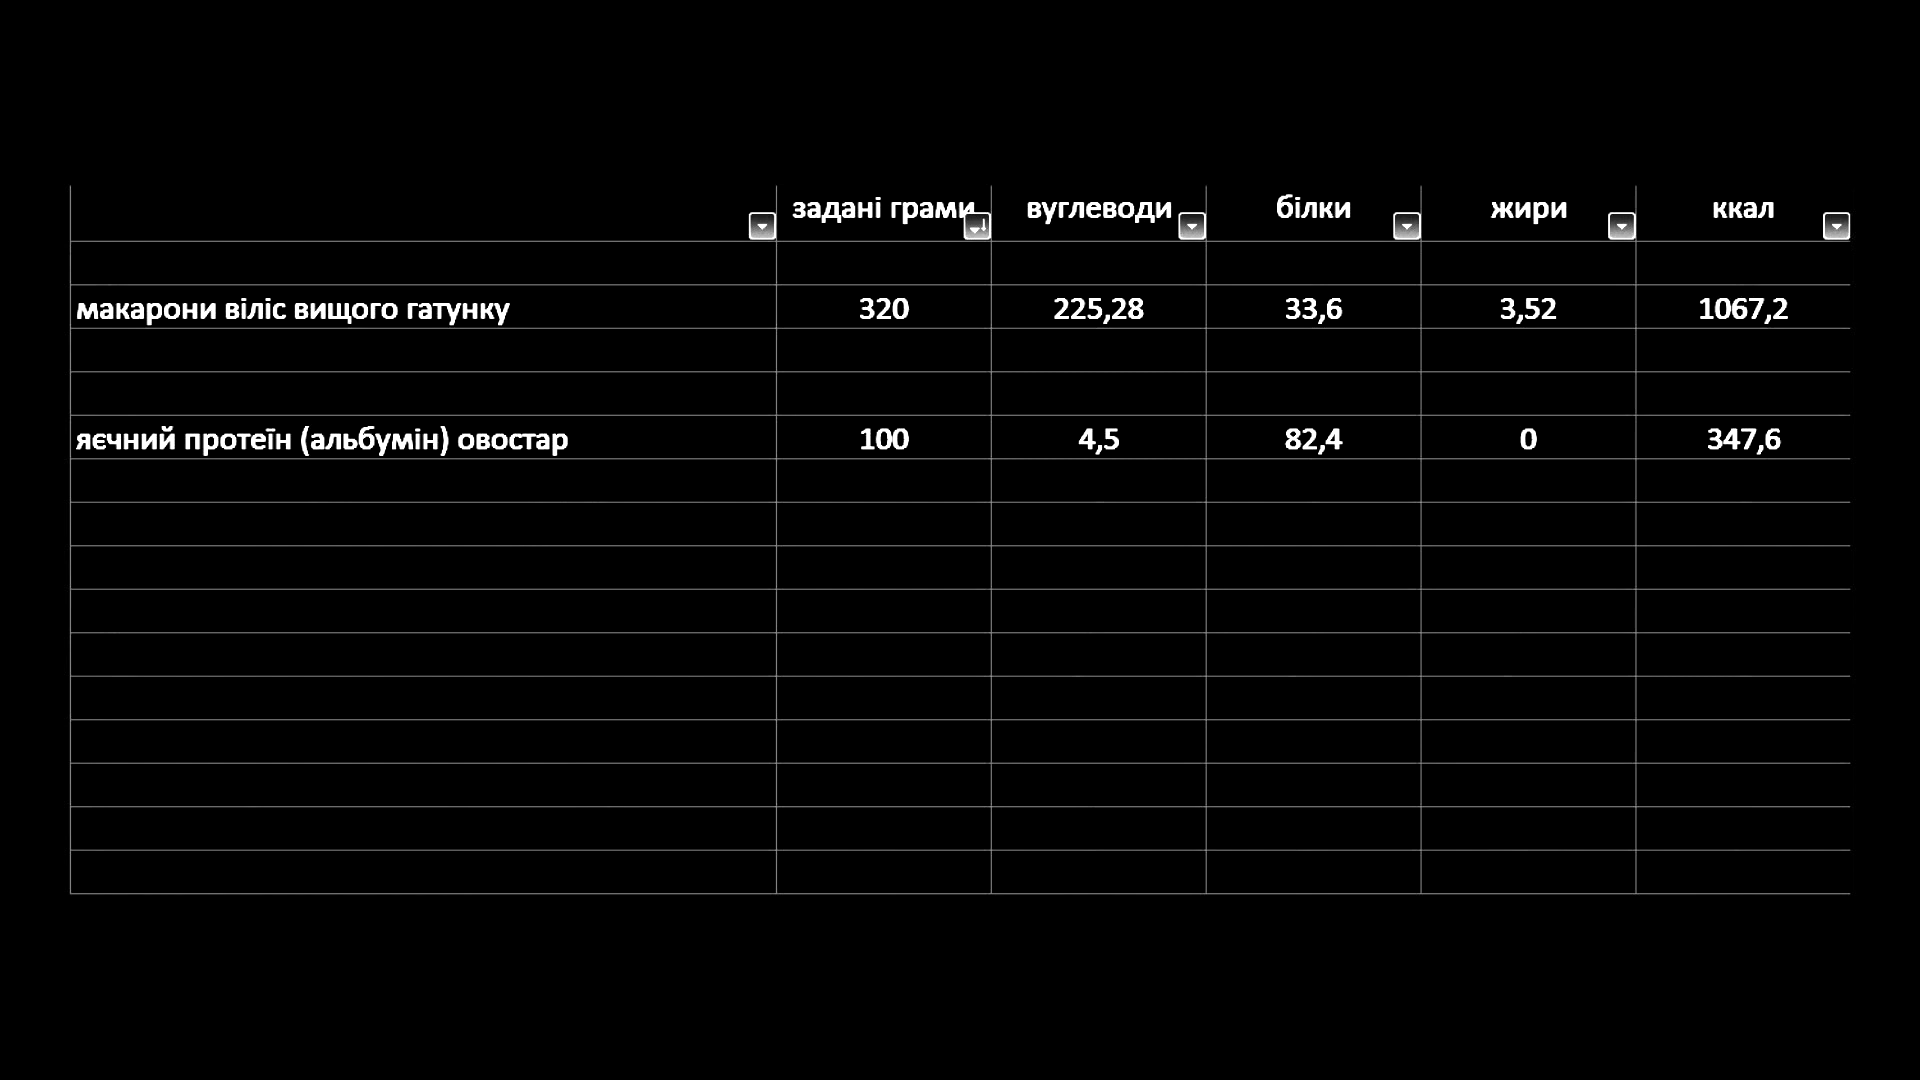 задані грами вуглеводи білки жири ккал
макарони віліс вищого гатунку 320 225,28 33,6 3,52 1067,2
яєчний протеїн (альбумін) овостар 100 4,5 82,4 0 347,6